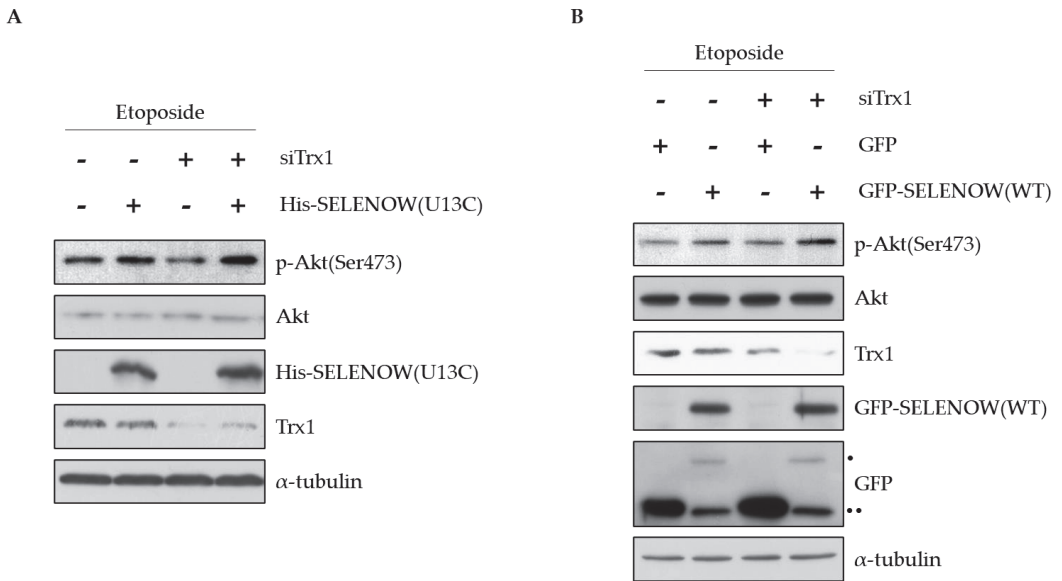 A
Etoposide
- - + + siTrx1
- + - + His-SELENOW(U13C)
p-Akt(Ser473)
Akt
His-SELENOW(U13C)
Trx1
α-tubulin
B
Etoposide
- - + + siTrx1
+ - + - GFP
- + - + GFP-SELENOW(WT)
p-Akt(Ser473)
Akt
Trx1
GFP-SELENOW(WT)
•
GFP
••
α-tubulin